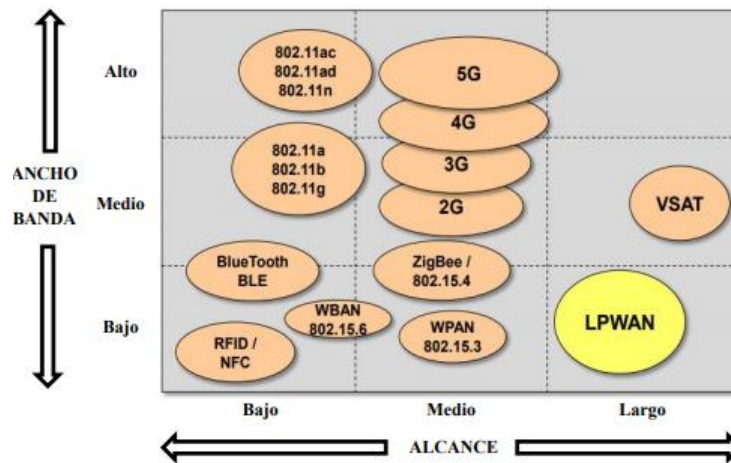 Alto
802.11ac
802.11ad
802.11n
5G
4G
ANCHO
DE
BANDA
Medio
802.11a
802.11b
802.11g
3G
2G
VSAT
BlueTooth
BLE
ZigBee /
802.15.4
Bajo
WBAN
802.15.6
RFID /
NFC
WPAN
802.15.3
LPWAN
Bajo
Medio
Largo
ALCANCE